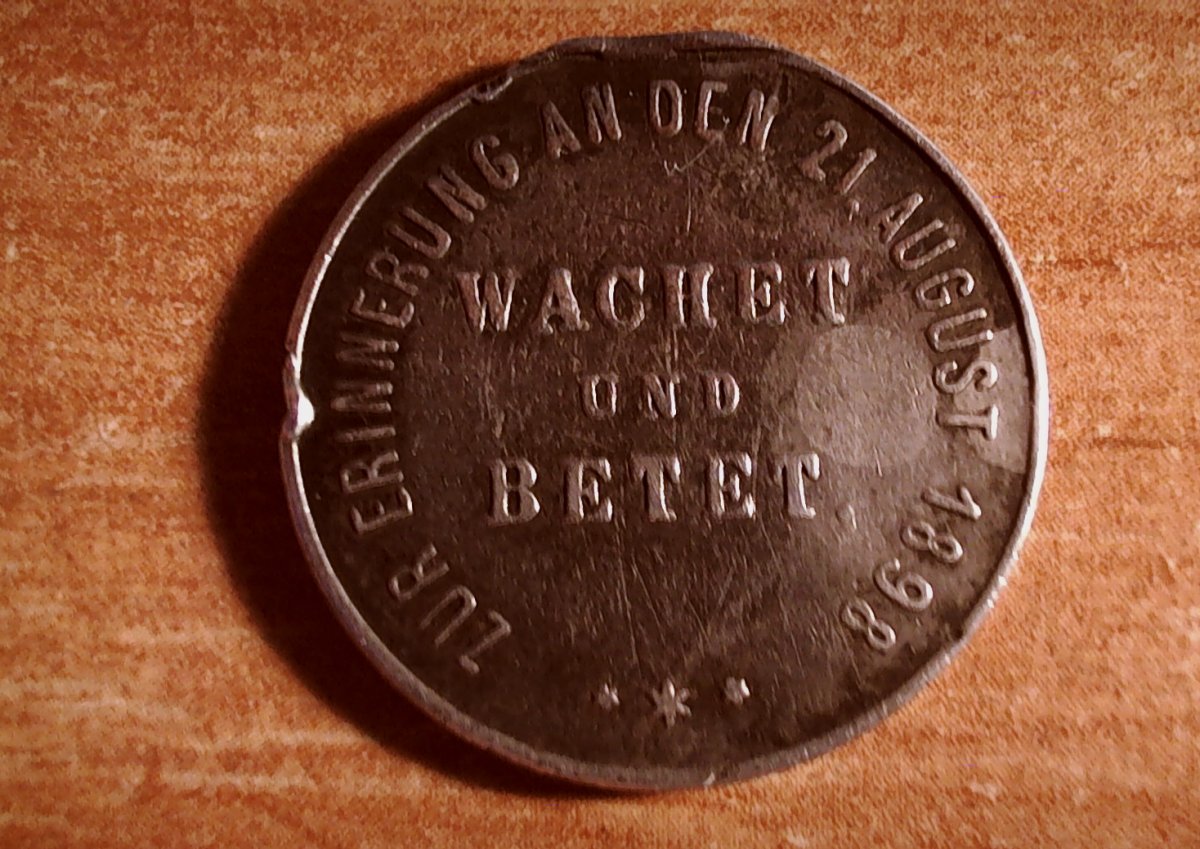 ZUR ERINNERUNG AN DEN 21. AUGUST 1898
WACHET
UND
BETET.